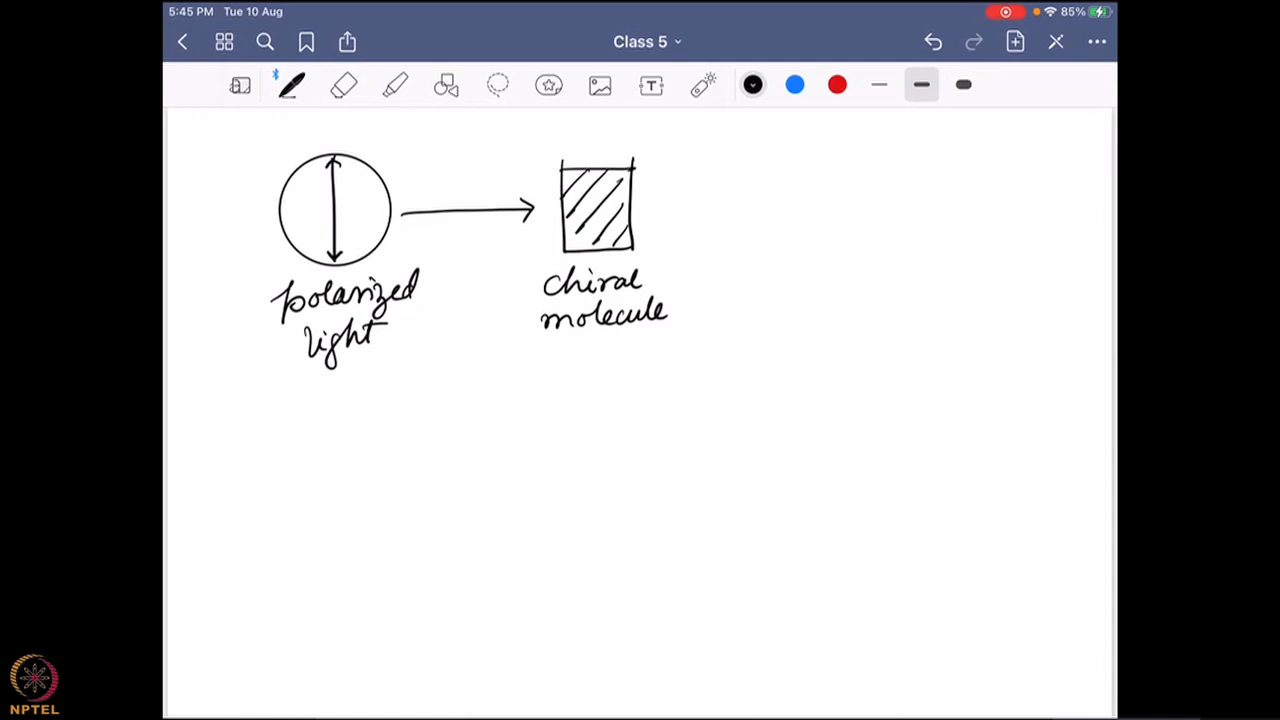 5:45 PM Tue 10 Aug
85%
Class 5
T
polarized
light
chiral
molecule
NPTEL